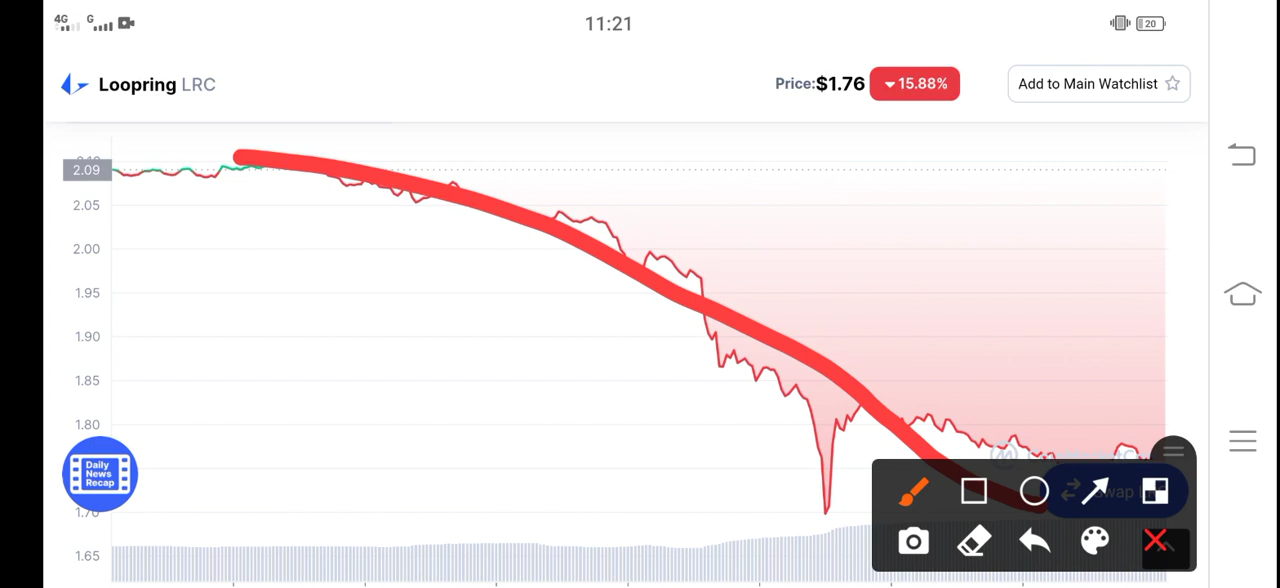 4G G 11:21 20
Loopring LRC Price:$1.76 15.88% Add to Main Watchlist
2.09
2.05
2.00
1.95
1.90
1.85
1.80
Daily
News
Recap
1.70
1.65